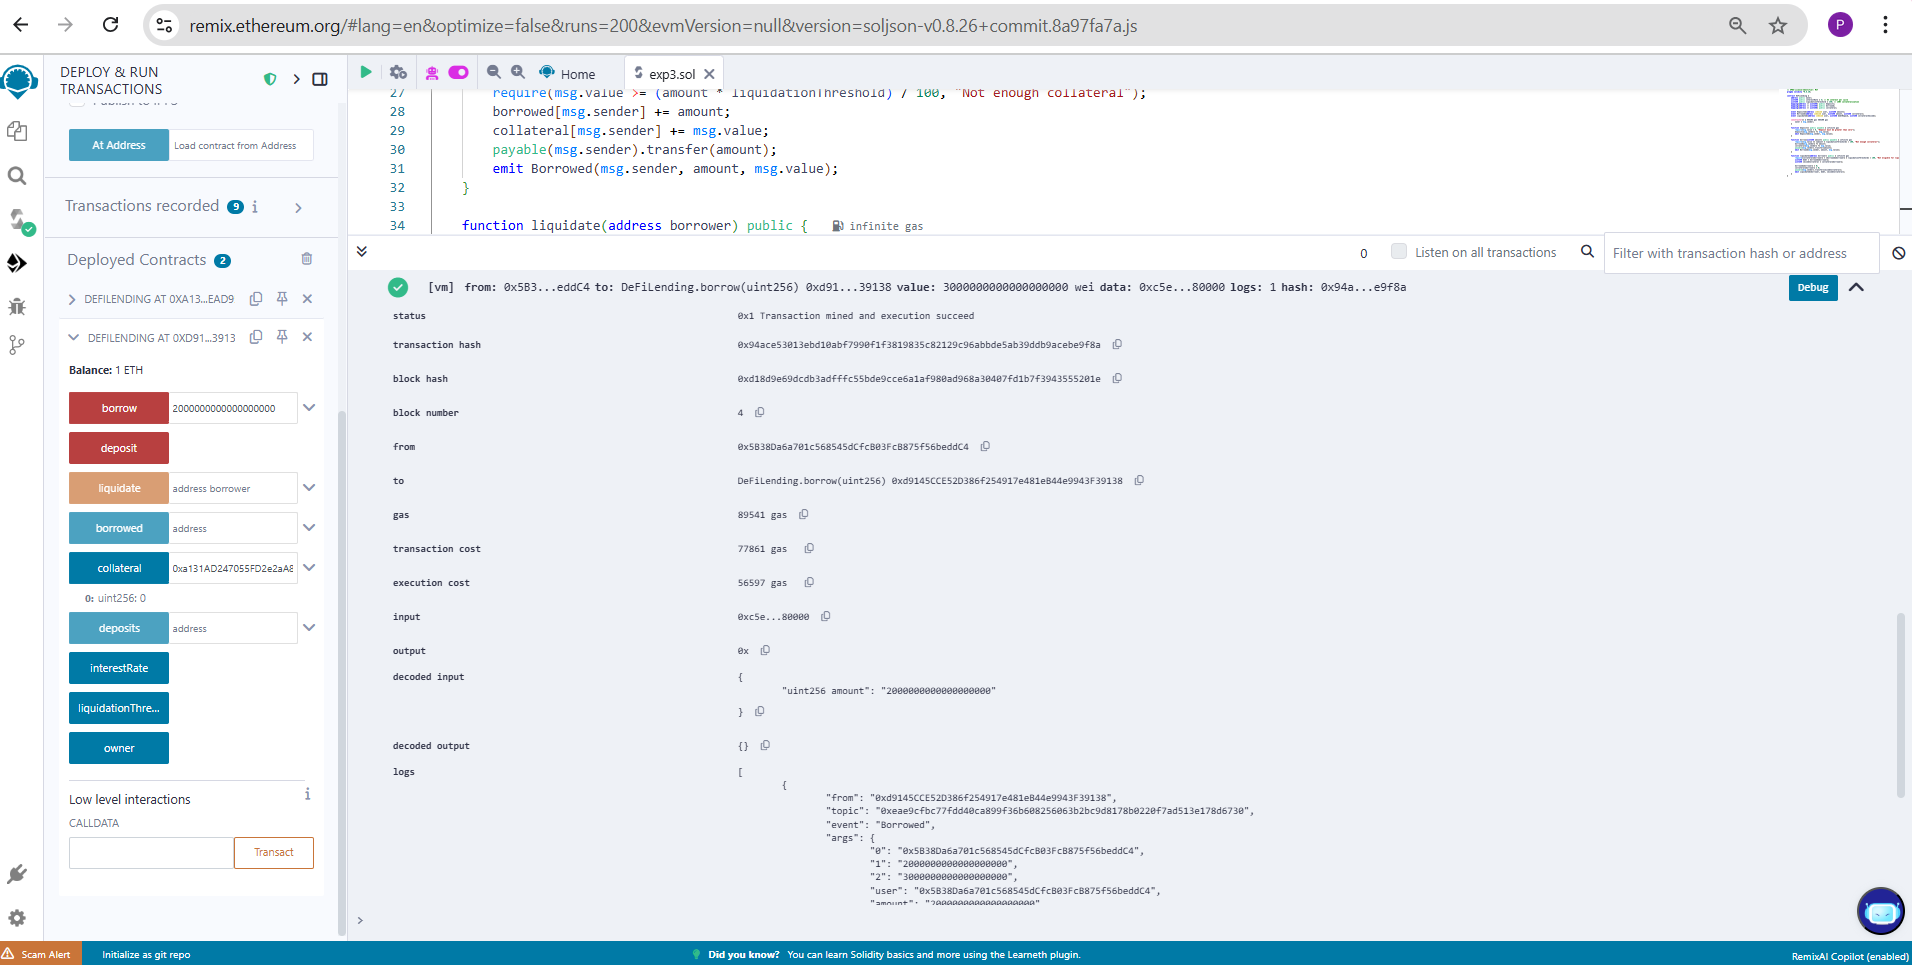 remix.ethereum.org/#lang=en&optimize=false&runs=200&evmVersion=null&version=soljson-v0.8.26+commit.8a97fa7a.js
P
DEPLOY & RUN
TRANSACTIONS
At Address
Load contract from Address
Transactions recorded 9 i
Deployed Contracts 2
DEFILENDING AT 0XA13...EAD9
DEFILENDING AT 0XD91...3913
Balance: 1 ETH
borrow 2000000000000000000
deposit
liquidate address borrower
borrowed address
collateral 0xa131AD247055FD2e2aA8
0: uint256: 0
deposits address
interestRate
liquidationThre...
owner
Low level interactions i
CALLDATA
Transact
Home
exp3.sol
27 require(msg.value >= (amount * liquidationThreshold) / 100, "Not enough collateral");
28 borrowed[msg.sender] += amount;
29 collateral[msg.sender] += msg.value;
30 payable(msg.sender).transfer(amount);
31 emit Borrowed(msg.sender, amount, msg.value);
32 }
33
34 function liquidate(address borrower) public { infinite gas
0 Listen on all transactions Filter with transaction hash or address
[vm] from: 0x5B3...eddC4 to: DeFiLending.borrow(uint256) 0xd91...39138 value: 3000000000000000000 wei data: 0xc5e...80000 logs: 1 hash: 0x94a...e9f8a
Debug
status 0x1 Transaction mined and execution succeed
transaction hash 0x94ace53013ebd10abf7990f1f3819835c82129c96abbde5ab39ddb9acebe9f8a
block hash 0xd18d9e69dcdb3adfffc55bde9cce6a1af980ad968a30407fd1b7f3943555201e
block number 4
from 0x5B38Da6a701c568545dCfcB03FcB875f56beddC4
to DeFiLending.borrow(uint256) 0xd9145CCE52D386f254917e481eB44e9943F39138
gas 89541 gas
transaction cost 77861 gas
execution cost 56597 gas
input 0xc5e...80000
output 0x
decoded input {
"uint256 amount": "2000000000000000000"
}
decoded output {}
logs [
{
"from": "0xd9145CCE52D386f254917e481eB44e9943F39138",
"topic": "0xeae9cfbc77fdd40ca899f36b608256063b2bc9d8178b0220f7ad513e178d6730",
"event": "Borrowed",
"args": {
"0": "0x5B38Da6a701c568545dCfcB03FcB875f56beddC4",
"1": "2000000000000000000",
"2": "3000000000000000000",
"user": "0x5B38Da6a701c568545dCfcB03FcB875f56beddC4",
"amount": "2000000000000000000"
>
Scam Alert
Initialize as git repo
Did you know? You can learn Solidity basics and more using the Learneth plugin.
RemixAI Copilot (enabled)